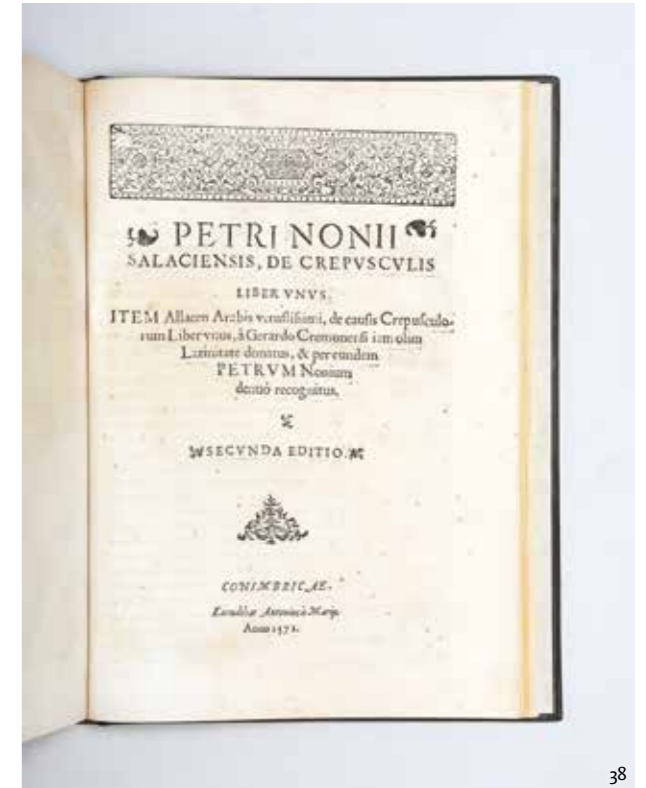 PETRI NONII
SALACIENSIS, DE CREPVSCVLIS
LIBER VNVS.
ITEM Allacen Arabis vetustissimi, de causis Crepusculo-
rum Liber vnus, à Gerardo Cremonensi iam olim
Latinitate donatus, & per eundem
PETRVM Nonium
denuò recognitus.
SECVNDA EDITIO.
CONIMBRICAE.
Excudebat Antonius à Marijs
Anno 1571.
38